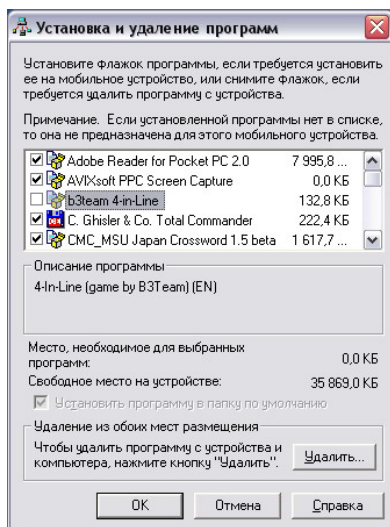 Установка и удаление программ
Установите флажок программы, если требуется установить
ее на мобильное устройство, или снимите флажок, если
требуется удалить программу с устройства.
Примечание. Если установленной программы нет в списке,
то она не предназначена для этого мобильного устройства.
Adobe Reader for Pocket PC 2.0 7 995,8 ...
AVIXsoft PPC Screen Capture 0,0 КБ
b3team 4-in-Line 132,8 КБ
C. Ghisler & Co. Total Commander 222,4 КБ
CMC_MSU Japan Crossword 1.5 beta 1 617,7 ...
Описание программы
4-In-Line (game by B3Team) (EN)
Место, необходимое для выбранных
программ: 0,0 КБ
Свободное место на устройстве: 35 869,0 КБ
Установить программу в папку по умолчанию
Удаление из обоих мест размещения
Чтобы удалить программу с устройства и
компьютера, нажмите кнопку "Удалить".
Удалить...
OK Отмена Справка